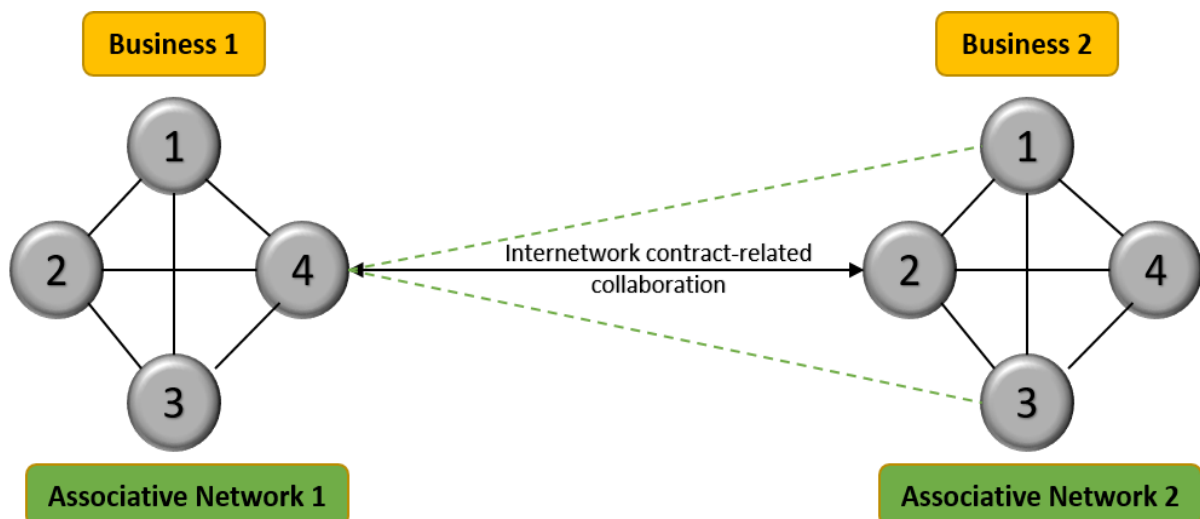 Business 1
Business 2
1
1
2
4
Internetwork contract-related
collaboration
2
4
3
3
Associative Network 1
Associative Network 2